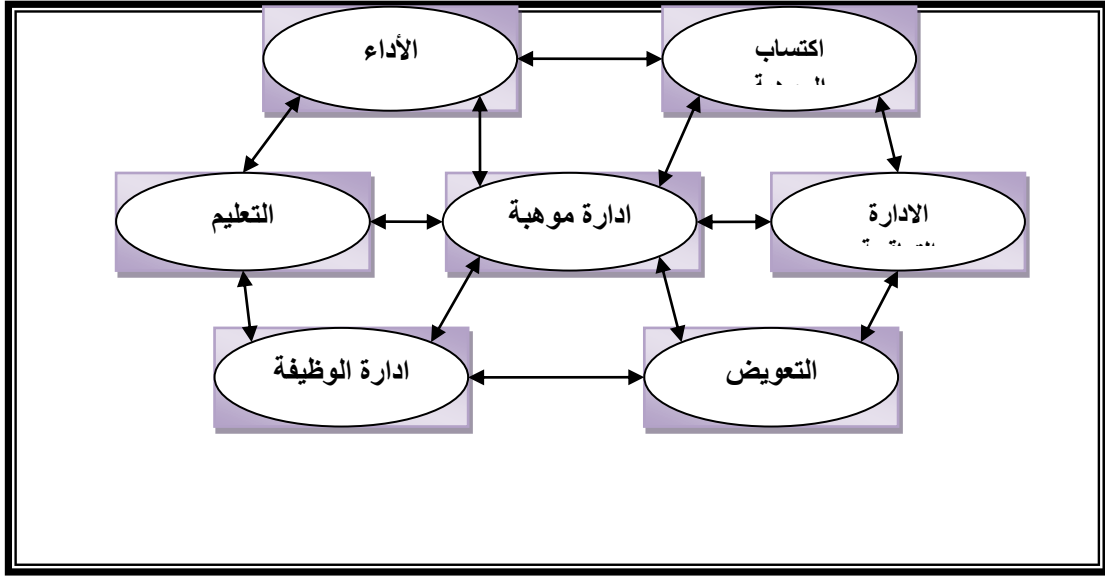 اكتساب
الأداء
الادارة
ادارة موهبة
التعليم
التعويض
ادارة الوظيفة